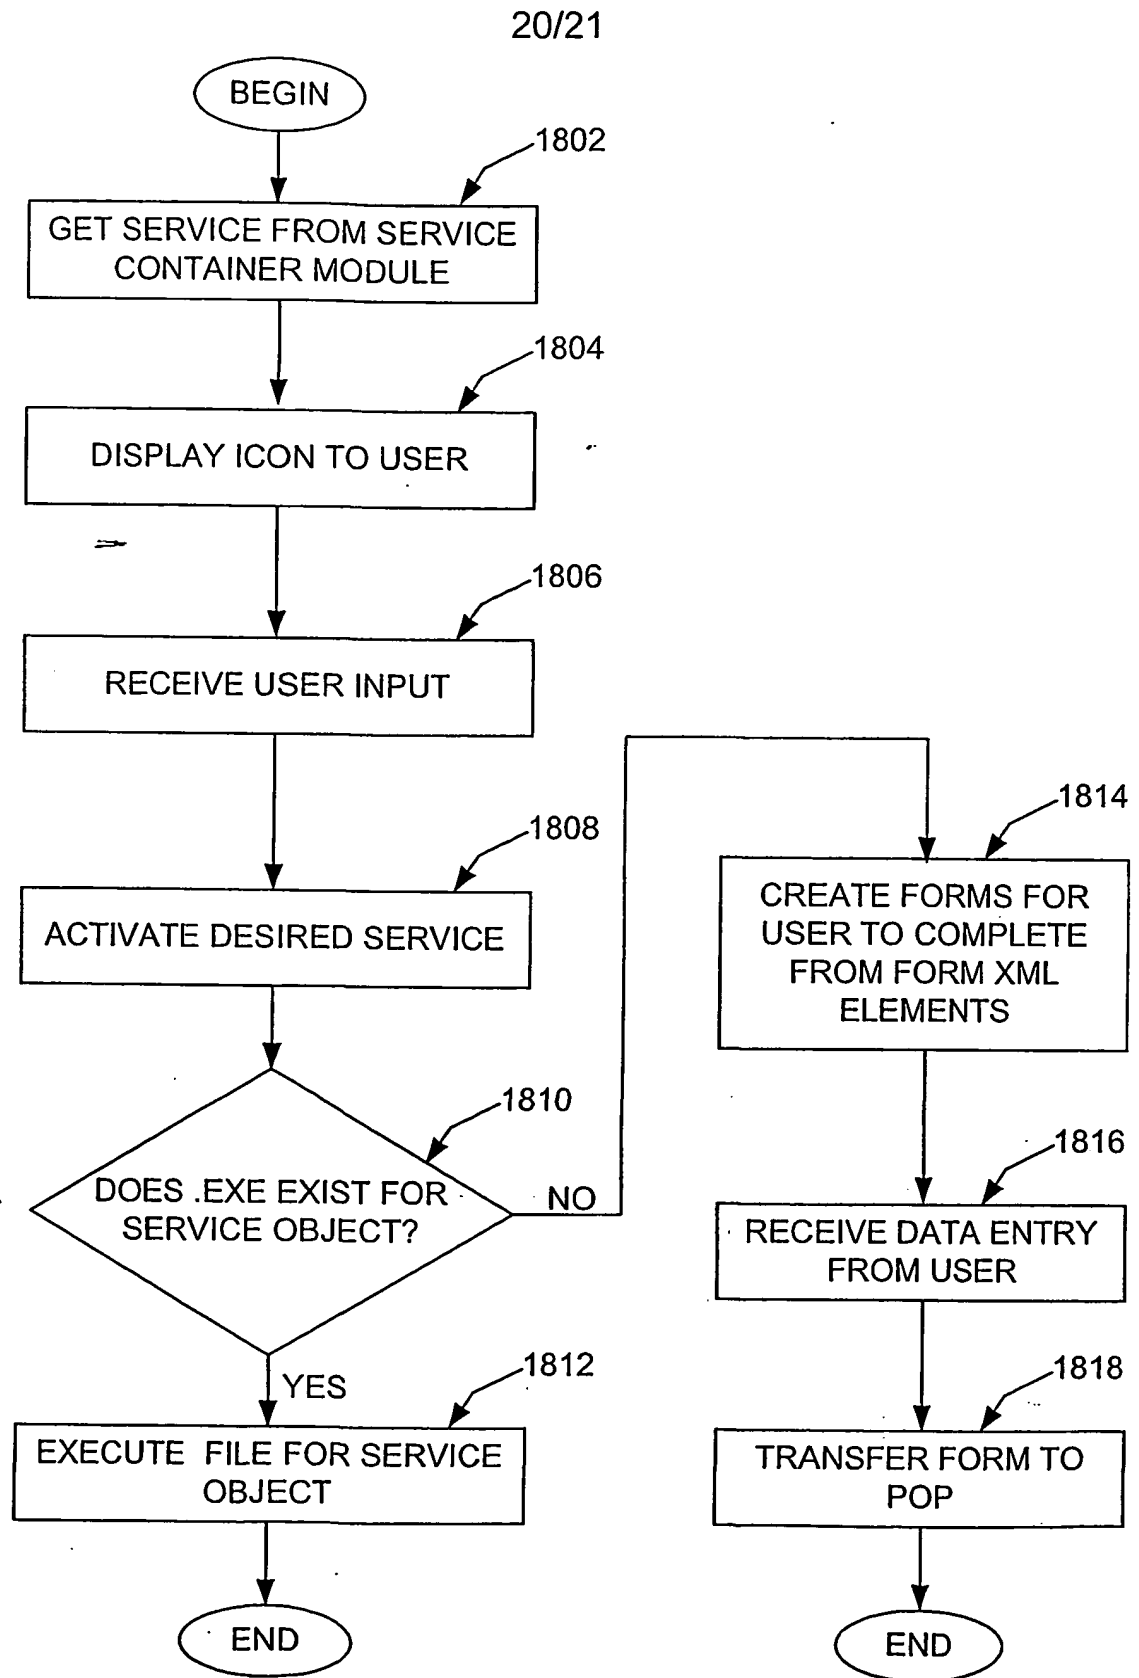 20/21
BEGIN
1802
GET SERVICE FROM SERVICE
CONTAINER MODULE
1804
DISPLAY ICON TO USER
1806
RECEIVE USER INPUT
1808
ACTIVATE DESIRED SERVICE
1810
DOES .EXE EXIST FOR
SERVICE OBJECT?
NO
YES
1812
EXECUTE FILE FOR SERVICE
OBJECT
END
1814
CREATE FORMS FOR
USER TO COMPLETE
FROM FORM XML
ELEMENTS
1816
RECEIVE DATA ENTRY
FROM USER
1818
TRANSFER FORM TO
POP
END